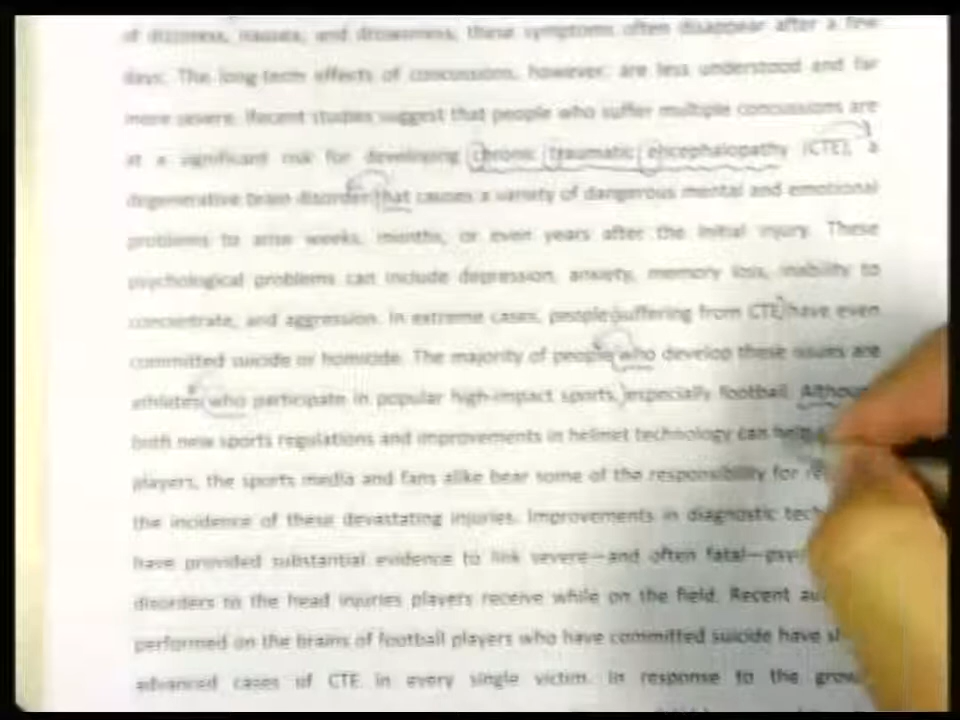 of dizziness, nausea, and drowsiness, these symptoms often disappear after a few
days. The long-term effects of concussions, however, are less understood and far
more severe. Recent studies suggest that people who suffer multiple concussions are
at a significant risk for developing chronic traumatic encephalopathy (CTE), a
degenerative brain disorder that causes a variety of dangerous mental and emotional
problems to arise weeks, months, or even years after the initial injury. These
psychological problems can include depression, anxiety, memory loss, inability to
concentrate, and aggression. In extreme cases, people suffering from CTE have even
committed suicide or homicide. The majority of people who develop these issues are
athletes who participate in popular high-impact sports, especially football. Althou
both new sports regulations and improvements in helmet technology can help
players, the sports media and fans alike bear some of the responsibility for re
the incidence of these devastating injuries. Improvements in diagnostic tech
have provided substantial evidence to link severe—and often fatal—psy
disorders to the head injuries players receive while on the field. Recent au
performed on the brains of football players who have committed suicide have sh
advanced cases of CTE in every single victim. In response to the grow